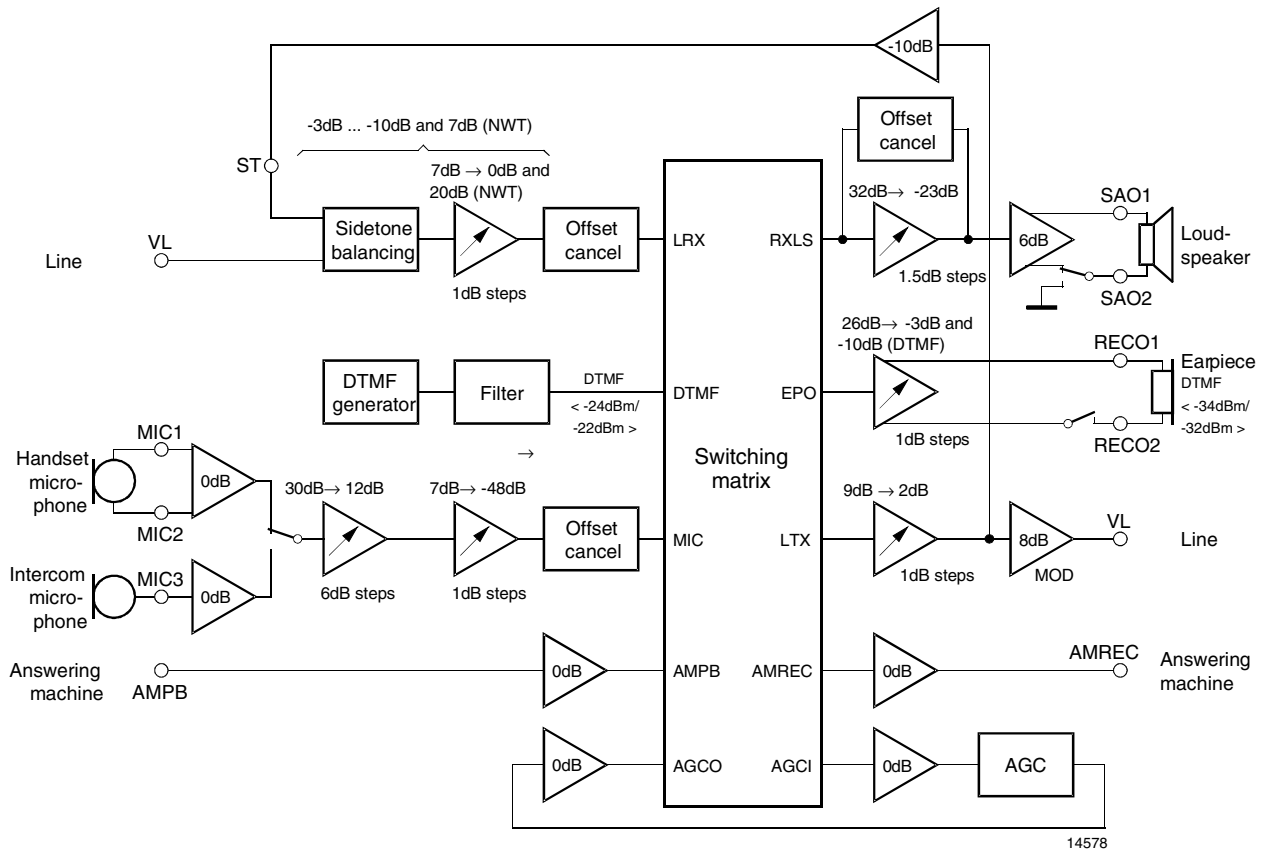 -10dB
-3dB ... -10dB and 7dB (NWT)
Offset
cancel
ST
7dB → 0dB and
20dB (NWT)
32dB→ -23dB
SAO1
VL
Line
Sidetone
balancing
Offset
cancel
LRX
RXLS
6dB
Loud-
speaker
1dB steps
1.5dB steps
SAO2
26dB→ -3dB and
-10dB (DTMF)
RECO1
DTMF
generator
Filter
DTMF
< -24dBm/
-22dBm >
→
DTMF
EPO
1dB steps
Earpiece
DTMF
< -34dBm/
-32dBm >
RECO2
Switching
matrix
MIC1
Handset
micro-
phone
0dB
MIC2
30dB→ 12dB
7dB→ -48dB
9dB → 2dB
VL
Offset
cancel
MIC
LTX
8dB
Line
MOD
1dB steps
Intercom
micro-
phone
MIC3
0dB
6dB steps
1dB steps
Answering
machine
AMPB
0dB
AMPB
AMREC
0dB
AMREC
Answering
machine
0dB
AGCO
AGCI
0dB
AGC
14578